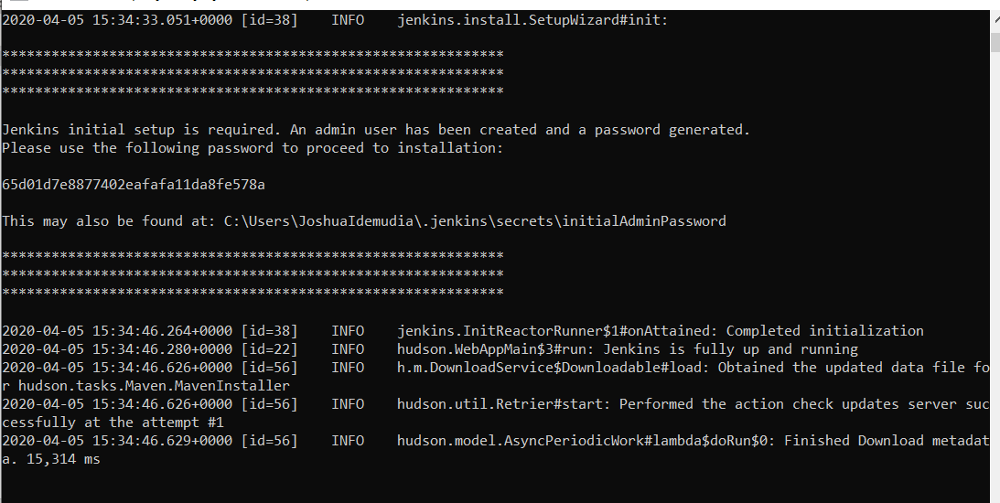 2020-04-05 15:34:33.051+0000 [id=38]    INFO    jenkins.install.SetupWizard#init:
*************************************************************
*************************************************************
*************************************************************
Jenkins initial setup is required. An admin user has been created and a password generated.
Please use the following password to proceed to installation:
65d01d7e8877402eafafa11da8fe578a
This may also be found at: C:\Users\JoshuaIdemudia\.jenkins\secrets\initialAdminPassword
*************************************************************
*************************************************************
*************************************************************
2020-04-05 15:34:46.264+0000 [id=38]    INFO    jenkins.InitReactorRunner$1#onAttained: Completed initialization
2020-04-05 15:34:46.280+0000 [id=22]    INFO    hudson.WebAppMain$3#run: Jenkins is fully up and running
2020-04-05 15:34:46.626+0000 [id=56]    INFO    h.m.DownloadService$Downloadable#load: Obtained the updated data file fo
r hudson.tasks.Maven.MavenInstaller
2020-04-05 15:34:46.626+0000 [id=56]    INFO    hudson.util.Retrier#start: Performed the action check updates server suc
cessfully at the attempt #1
2020-04-05 15:34:46.629+0000 [id=56]    INFO    hudson.model.AsyncPeriodicWork#lambda$doRun$0: Finished Download metadat
a. 15,314 ms